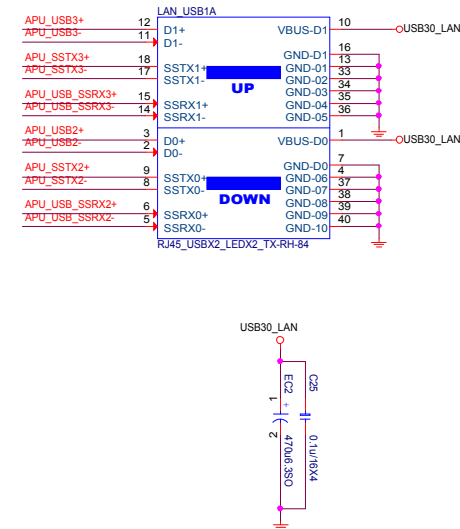 LAN_USB1A
APU_USB3+ 12 D1+ VBUS-D1 10 USB30_LAN
APU_USB3- 11 D1-
GND-D1 16
APU_SSTX3+ 18 SSTX1+ GND-01 13
APU_SSTX3- 17 SSTX1- GND-02 33
UP GND-03 34
APU_USB_SSRX3+ 15 SSRX1+ GND-04 35
APU_USB_SSRX3- 14 SSRX1- GND-05 36
APU_USB2+ 3 D0+ VBUS-D0 1 USB30_LAN
APU_USB2- 2 D0-
GND-D0 7
APU_SSTX2+ 9 SSTX0+ GND-06 4
APU_SSTX2- 8 SSTX0- GND-07 37
DOWN GND-08 38
APU_USB_SSRX2+ 6 SSRX0+ GND-09 39
APU_USB_SSRX2- 5 SSRX0- GND-10 40
RJ45_USBX2_LEDX2_TX-RH-84
USB30_LAN
EC2
1 +
2
470u6.3SO
C25
0.1u/16X4